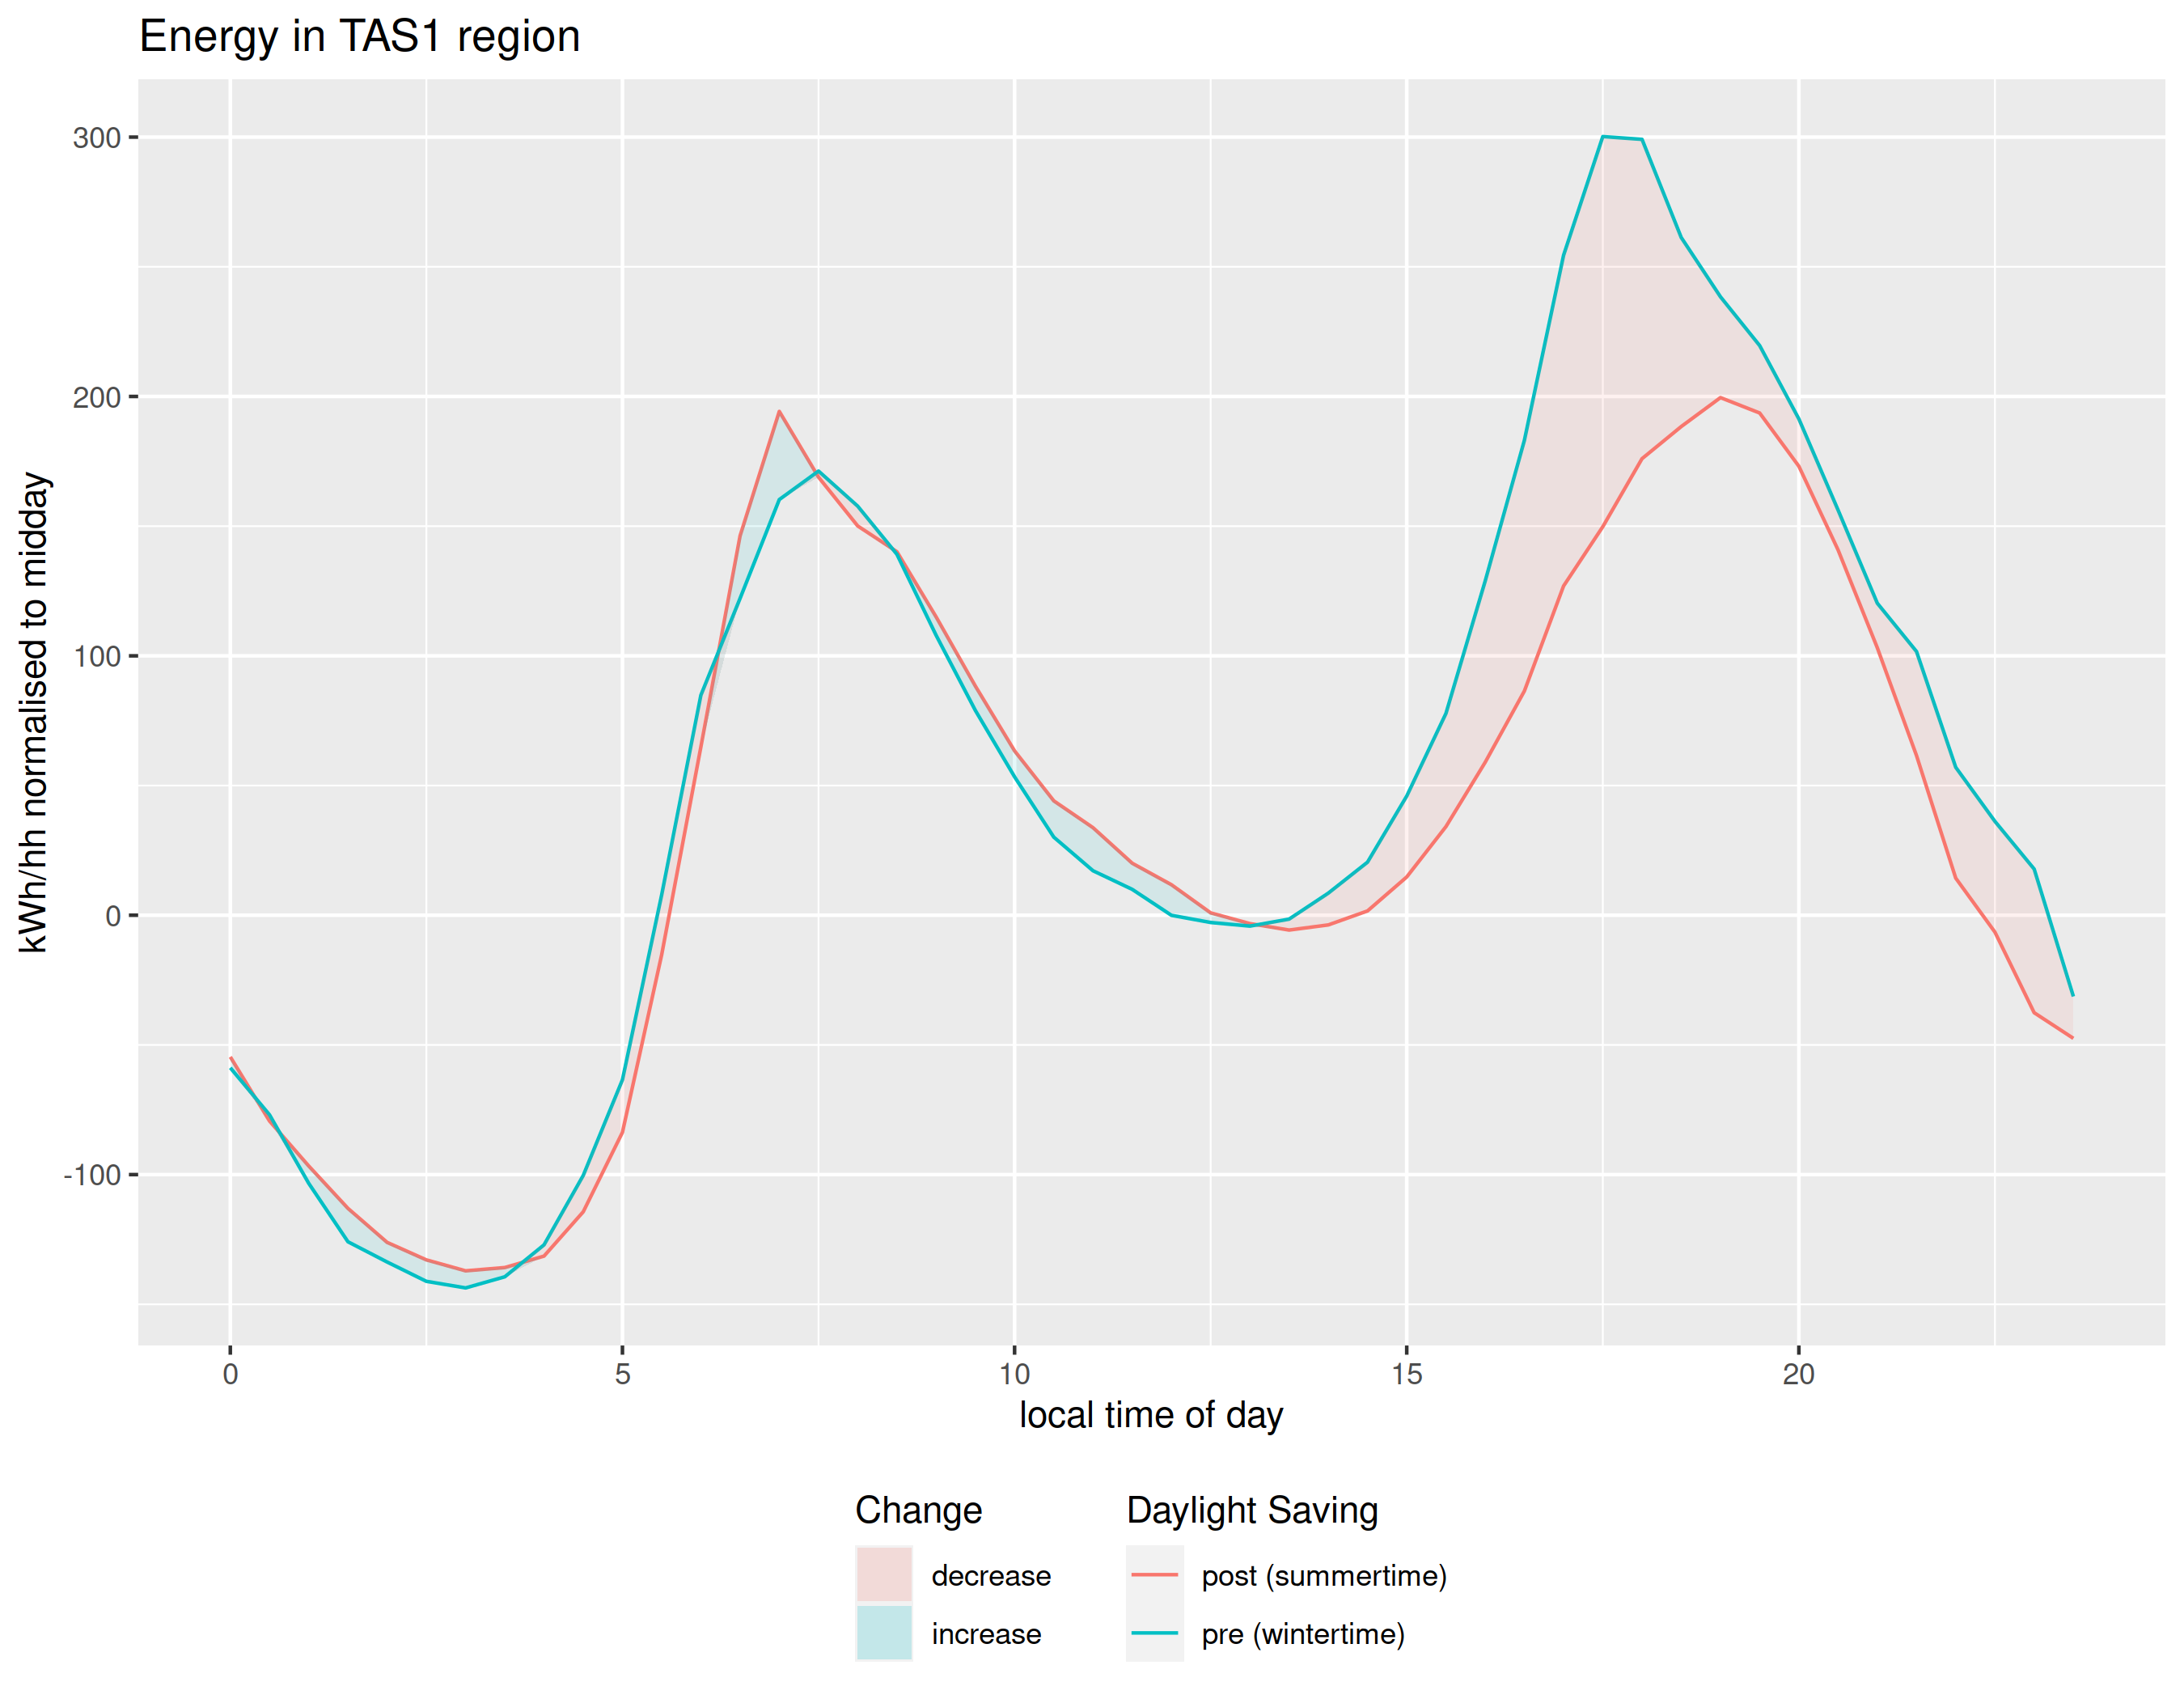 Energy in TAS1 region
kWh/hh normalised to midday
300
200
100
0
-100
0 5 10 15 20
local time of day
Change
decrease
increase
Daylight Saving
post (summertime)
pre (wintertime)